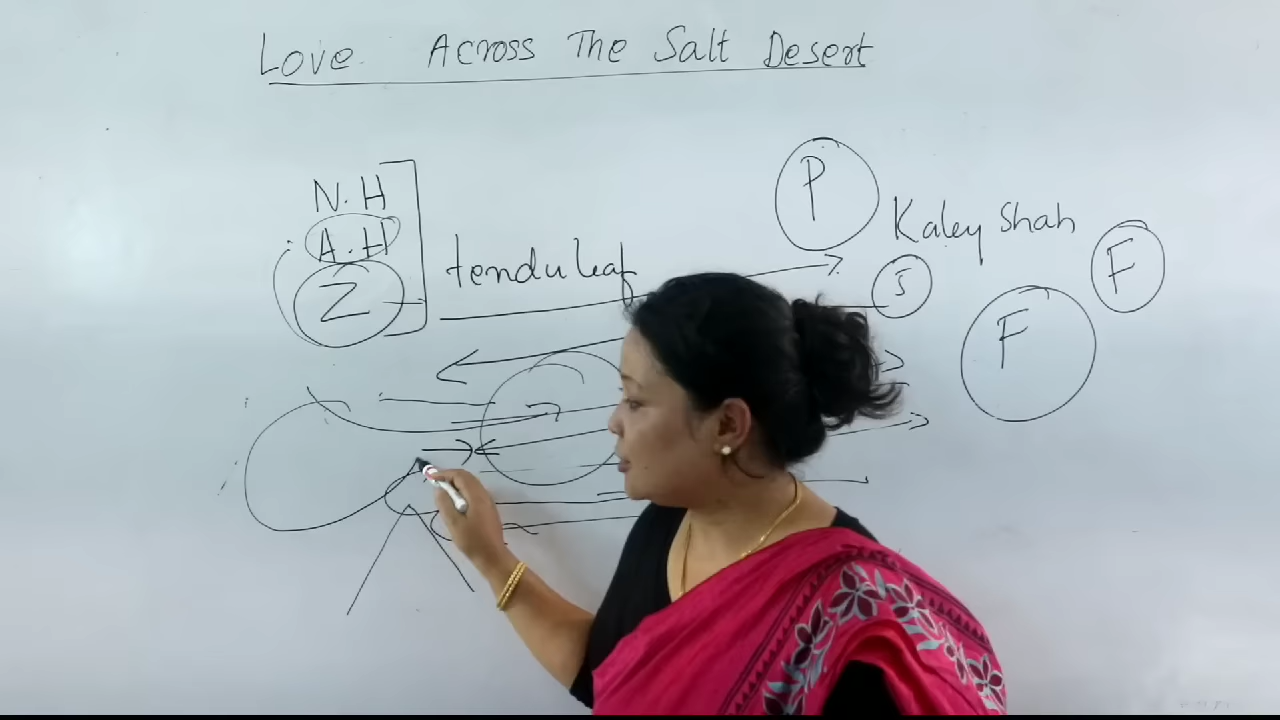 Love Across The Salt Desert
N.H
A.H
Z
tendu leaf
P
Kaley Shah
F
F